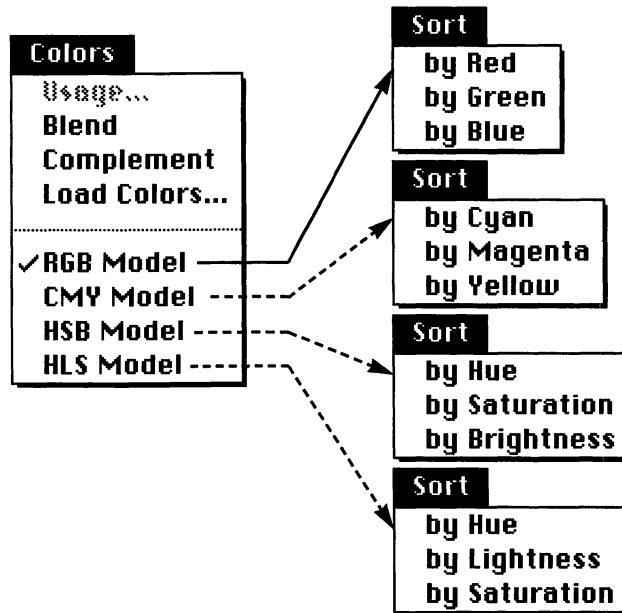 Colors
Usage...
Blend
Complement
Load Colors...
✓RGB Model
CMY Model
HSB Model
HLS Model
Sort
by Red
by Green
by Blue
Sort
by Cyan
by Magenta
by Yellow
Sort
by Hue
by Saturation
by Brightness
Sort
by Hue
by Lightness
by Saturation